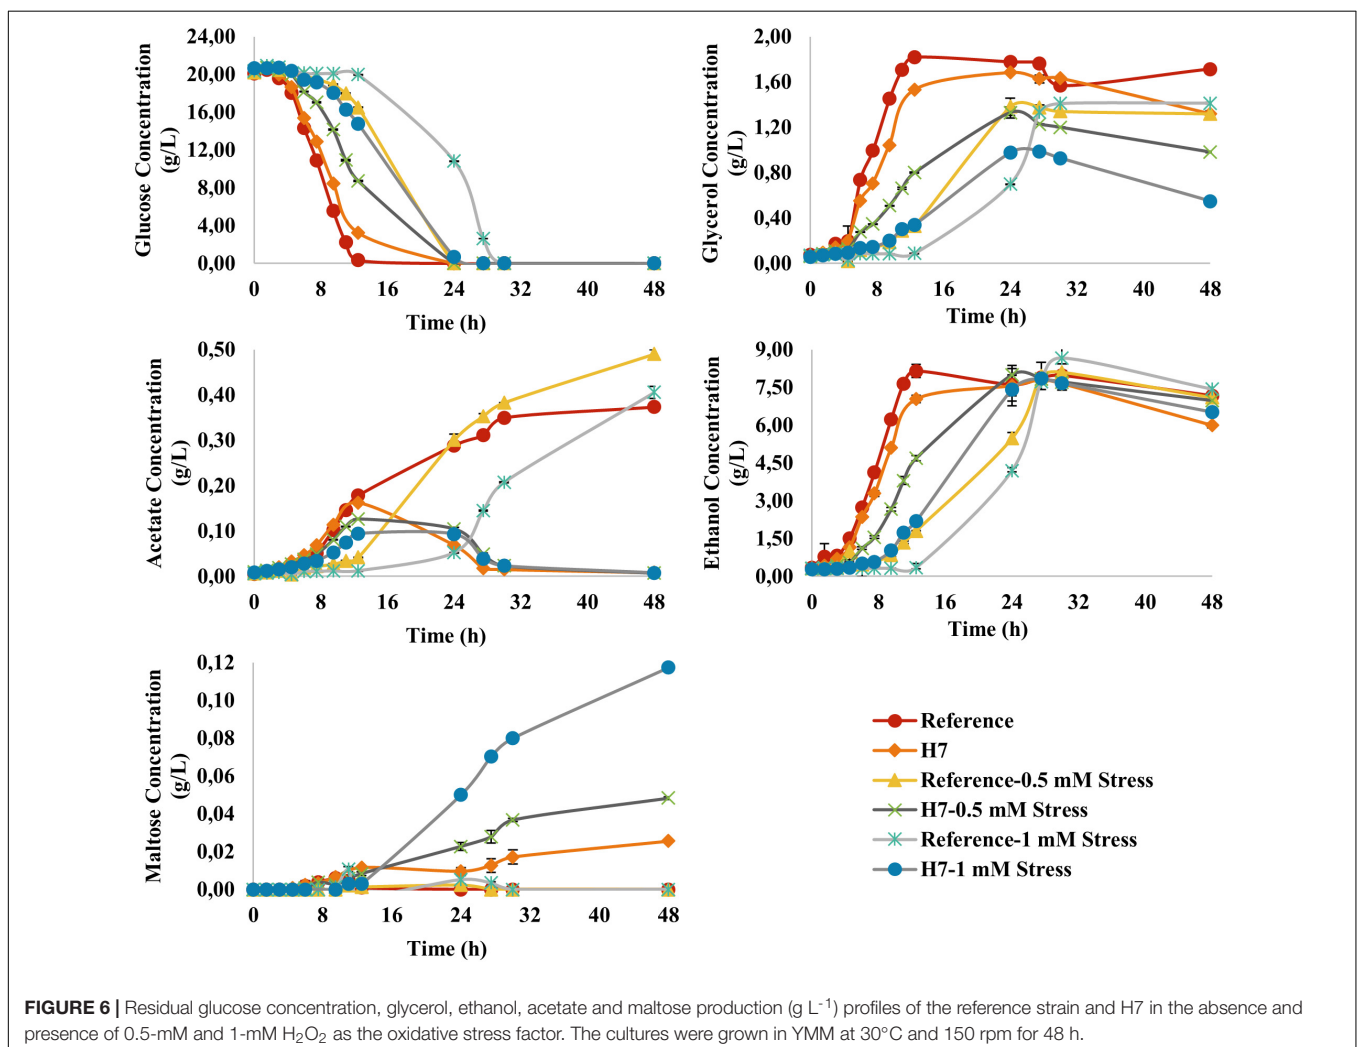 Glucose Concentration
(g/L)
24,00
20,00
16,00
12,00
8,00
4,00
0,00
0 8 16 24 32 40 48
Time (h)
Glycerol Concentration
(g/L)
2,00
1,60
1,20
0,80
0,40
0,00
0 8 16 24 32 40 48
Time (h)
Acetate Concentration
(g/L)
0,50
0,40
0,30
0,20
0,10
0,00
0 8 16 24 32 40 48
Time (h)
Ethanol Concentration
(g/L)
9,00
7,50
6,00
4,50
3,00
1,50
0,00
0 8 16 24 32 40 48
Time (h)
Maltose Concentration
(g/L)
0,12
0,10
0,08
0,06
0,04
0,02
0,00
0 8 16 24 32 40 48
Time (h)
Reference
H7
Reference-0.5 mM Stress
H7-0.5 mM Stress
Reference-1 mM Stress
H7-1 mM Stress
FIGURE 6 | Residual glucose concentration, glycerol, ethanol, acetate and maltose production (g L⁻¹) profiles of the reference strain and H7 in the absence and
presence of 0.5-mM and 1-mM H₂O₂ as the oxidative stress factor. The cultures were grown in YMM at 30°C and 150 rpm for 48 h.